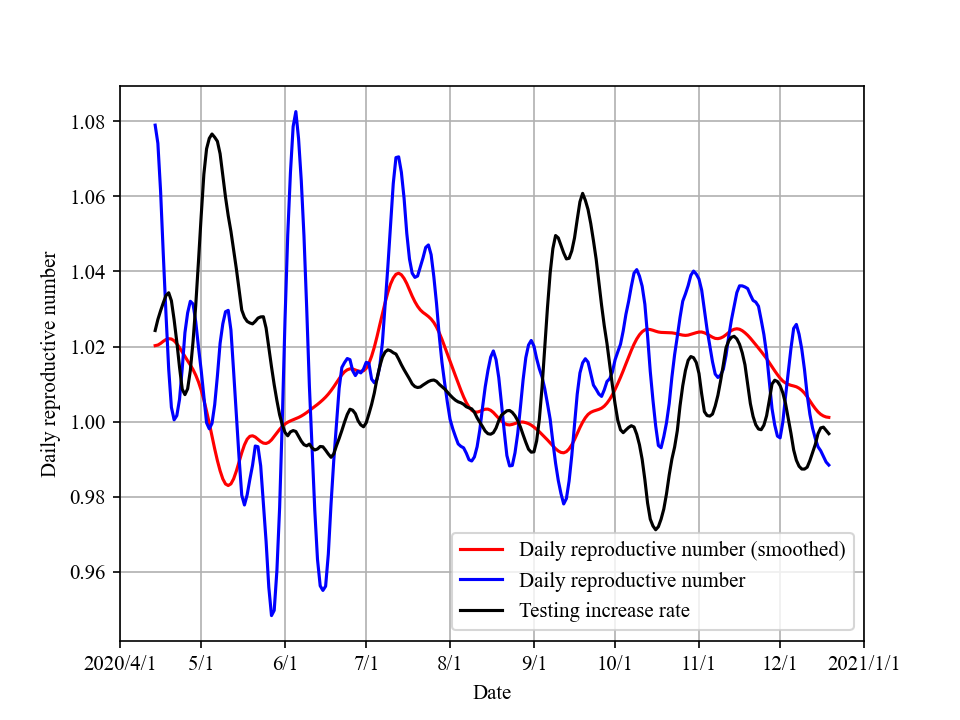 1.08
1.06
1.04
1.02
1.00
0.98
0.96
Daily reproductive number
Daily reproductive number (smoothed)
Daily reproductive number
Testing increase rate
2020/4/1 5/1 6/1 7/1 8/1 9/1 10/1 11/1 12/1 2021/1/1
Date